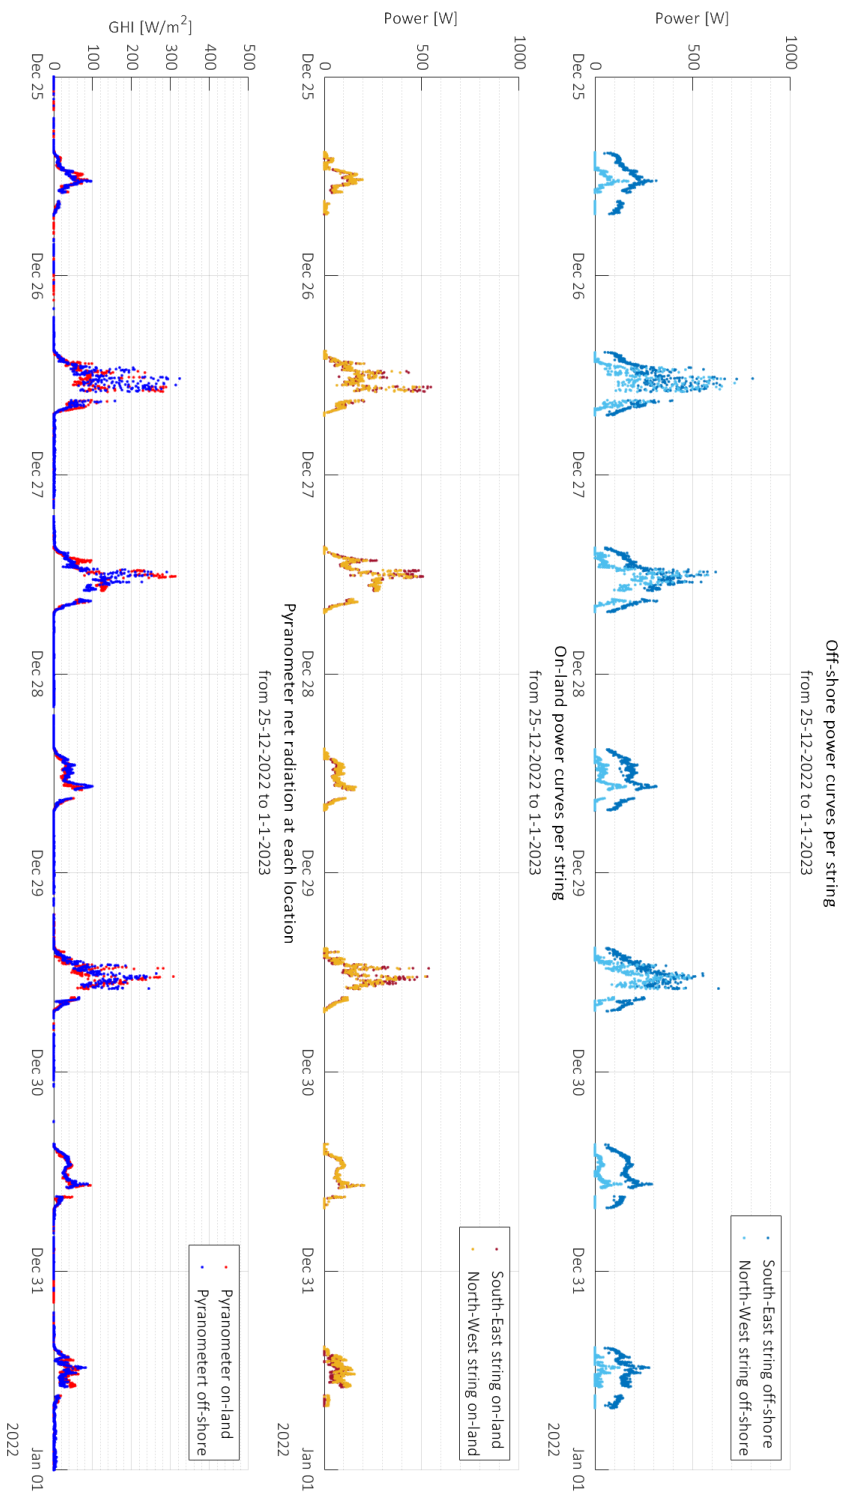 Off-shore power curves per string
from 25-12-2022 to 1-1-2023
1000
500
0
Power [W]
South-East string off-shore
North-West string off-shore
Dec 25
Dec 26
Dec 27
Dec 28
Dec 29
Dec 30
Dec 31
Jan 01
2022
On-land power curves per string
from 25-12-2022 to 1-1-2023
1000
500
0
Power [W]
South-East string on-land
North-West string on-land
Dec 25
Dec 26
Dec 27
Dec 28
Dec 29
Dec 30
Dec 31
Jan 01
2022
Pyranometer net radiation at each location
from 25-12-2022 to 1-1-2023
500
400
300
200
100
0
GHI [W/m²]
Pyranometer on-land
Pyranometert off-shore
Dec 25
Dec 26
Dec 27
Dec 28
Dec 29
Dec 30
Dec 31
Jan 01
2022